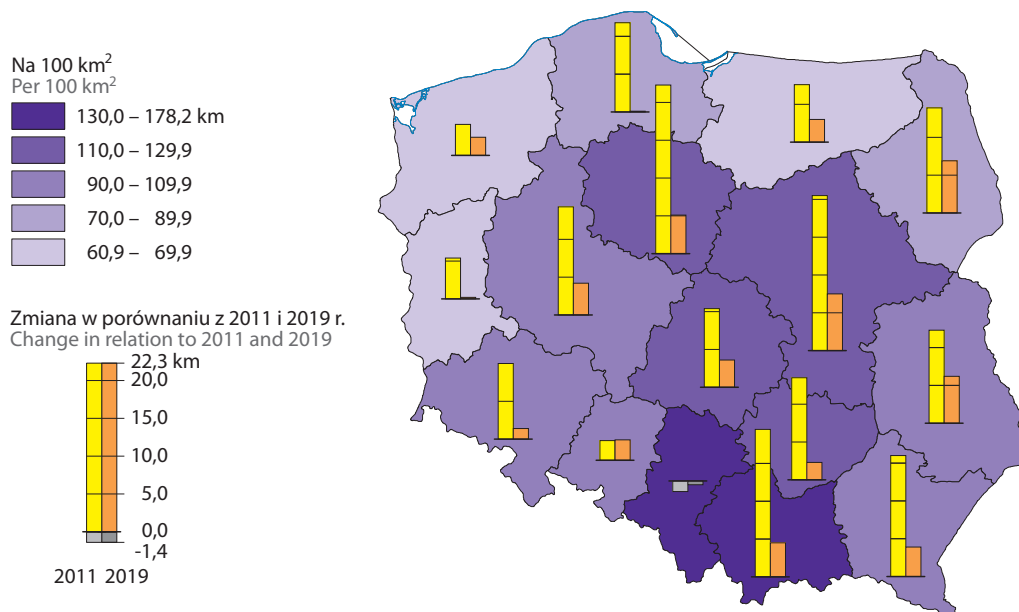 Na 100 km²
Per 100 km²
130,0 – 178,2 km
110,0 – 129,9
90,0 – 109,9
70,0 – 89,9
60,9 – 69,9
Zmiana w porównaniu z 2011 i 2019 r.
Change in relation to 2011 and 2019
22,3 km
20,0
15,0
10,0
5,0
0,0
-1,4
2011 2019